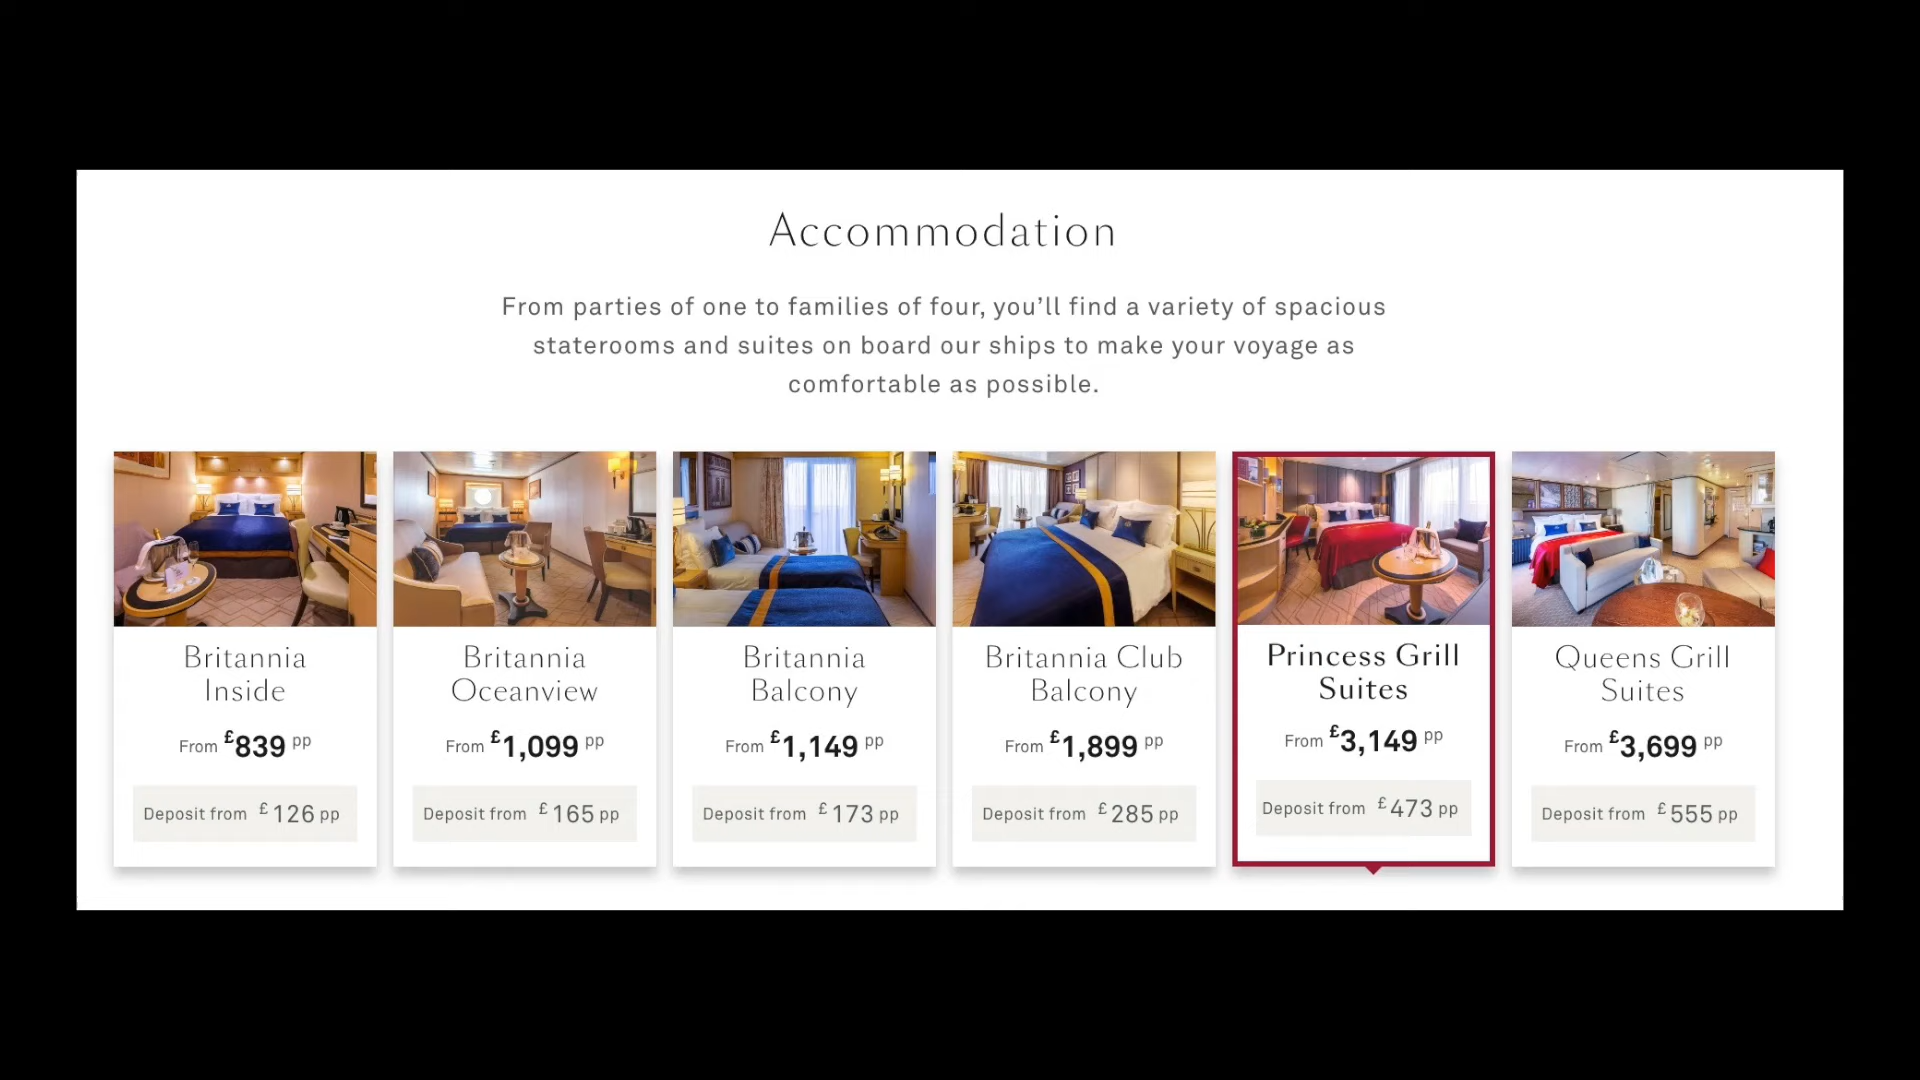 Accommodation
From parties of one to families of four, you’ll find a variety of spacious
staterooms and suites on board our ships to make your voyage as
comfortable as possible.
Britannia
Inside
From £839 pp
Deposit from £126 pp
Britannia
Oceanview
From £1,099 pp
Deposit from £165 pp
Britannia
Balcony
From £1,149 pp
Deposit from £173 pp
Britannia Club
Balcony
From £1,899 pp
Deposit from £285 pp
Princess Grill
Suites
From £3,149 pp
Deposit from £473 pp
Queens Grill
Suites
From £3,699 pp
Deposit from £555 pp